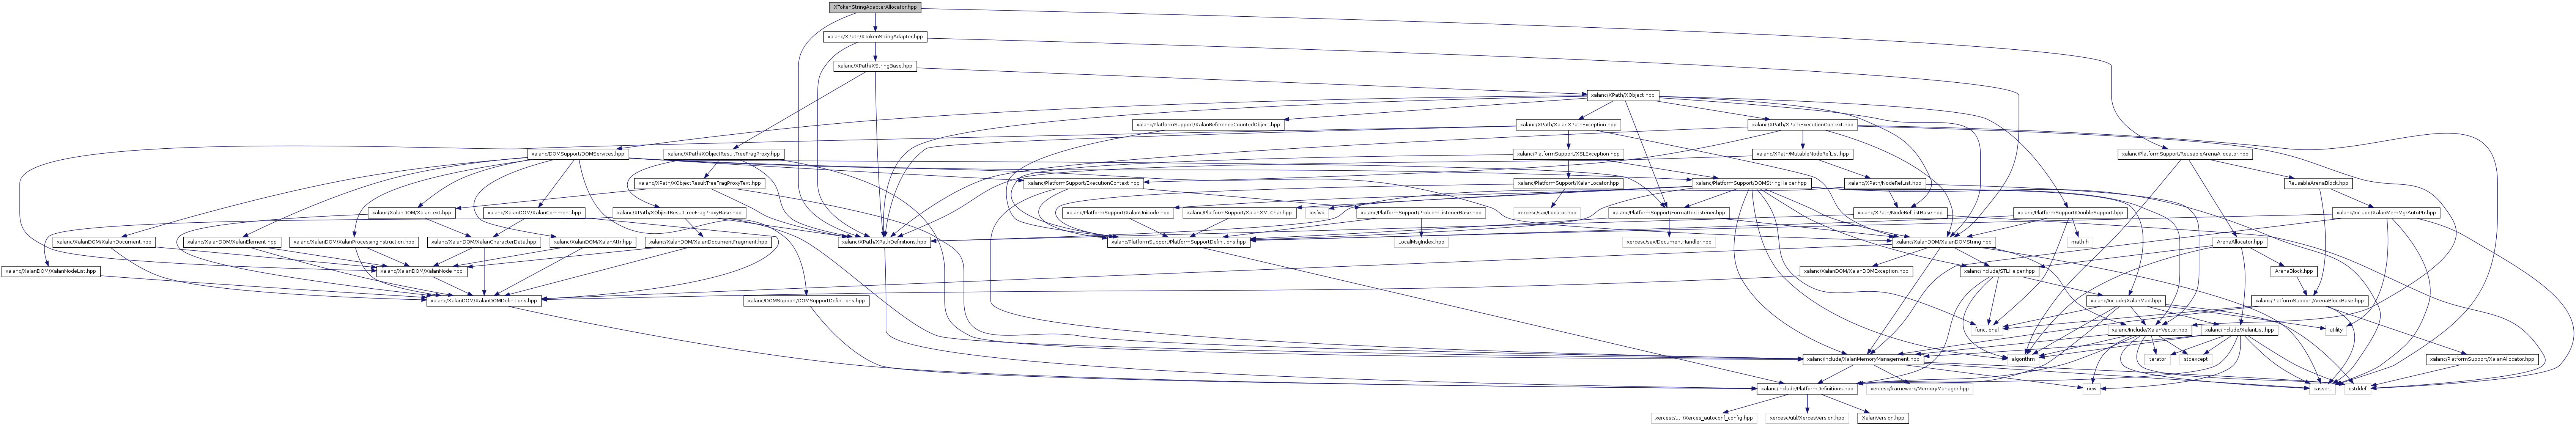 XTokenStringAdapterAllocator.hpp
xalanc/XPath/XTokenStringAdapter.hpp
xalanc/XPath/XStringBase.hpp
xalanc/XPath/XObject.hpp
xalanc/PlatformSupport/XalanReferenceCountedObject.hpp
xalanc/XPath/XalanXPathException.hpp
xalanc/XPath/XPathExecutionContext.hpp
xalanc/DOMSupport/DOMServices.hpp
xalanc/XPath/XObjectResultTreeFragProxy.hpp
xalanc/PlatformSupport/XSLException.hpp
xalanc/XPath/MutableNodeRefList.hpp
xalanc/PlatformSupport/ReusableArenaAllocator.hpp
xalanc/XPath/XObjectResultTreeFragProxyText.hpp
xalanc/PlatformSupport/ExecutionContext.hpp
xalanc/PlatformSupport/XalanLocator.hpp
xalanc/PlatformSupport/DOMStringHelper.hpp
xalanc/XPath/NodeRefList.hpp
ReusableArenaBlock.hpp
xalanc/XalanDOM/XalanText.hpp
xalanc/XalanDOM/XalanComment.hpp
xalanc/XPath/XObjectResultTreeFragProxyBase.hpp
xalanc/PlatformSupport/XalanUnicode.hpp
xalanc/PlatformSupport/XalanXMLChar.hpp
iosfwd
xalanc/PlatformSupport/ProblemListenerBase.hpp
xercesc/sax/Locator.hpp
xalanc/PlatformSupport/FormatterListener.hpp
xalanc/XPath/NodeRefListBase.hpp
xalanc/PlatformSupport/DoubleSupport.hpp
xalanc/Include/XalanMemMgrAutoPtr.hpp
xalanc/XalanDOM/XalanDocument.hpp
xalanc/XalanDOM/XalanElement.hpp
xalanc/XalanDOM/XalanProcessingInstruction.hpp
xalanc/XalanDOM/XalanCharacterData.hpp
xalanc/XalanDOM/XalanAttr.hpp
xalanc/XalanDOM/XalanDocumentFragment.hpp
xalanc/XPath/XPathDefinitions.hpp
xalanc/PlatformSupport/PlatformSupportDefinitions.hpp
LocalMsgIndex.hpp
xercesc/sax/DocumentHandler.hpp
xalanc/XalanDOM/XalanDOMString.hpp
math.h
ArenaAllocator.hpp
xalanc/XalanDOM/XalanNodeList.hpp
xalanc/XalanDOM/XalanNode.hpp
xalanc/XalanDOM/XalanDOMException.hpp
xalanc/Include/STLHelper.hpp
ArenaBlock.hpp
xalanc/XalanDOM/XalanDOMDefinitions.hpp
xalanc/DOMSupport/DOMSupportDefinitions.hpp
xalanc/Include/XalanMap.hpp
xalanc/PlatformSupport/ArenaBlockBase.hpp
functional
xalanc/Include/XalanVector.hpp
xalanc/Include/XalanList.hpp
utility
xalanc/Include/XalanMemoryManagement.hpp
algorithm
iterator
stdexcept
xalanc/PlatformSupport/XalanAllocator.hpp
xalanc/Include/PlatformDefinitions.hpp
xercesc/framework/MemoryManager.hpp
new
cassert
cstddef
xercesc/util/Xerces_autoconf_config.hpp
xercesc/util/XercesVersion.hpp
XalanVersion.hpp